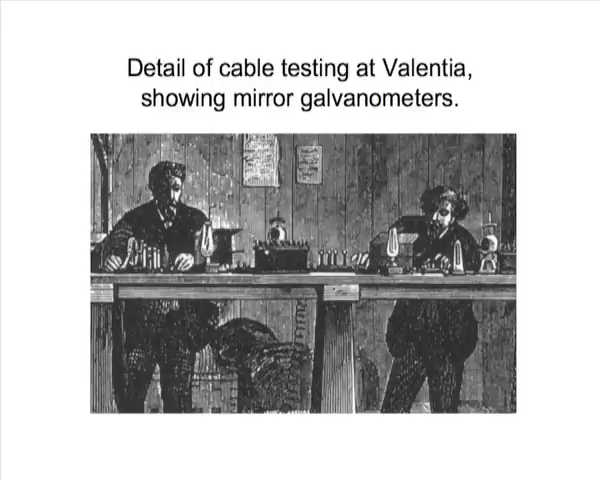 Detail of cable testing at Valentia,
showing mirror galvanometers.